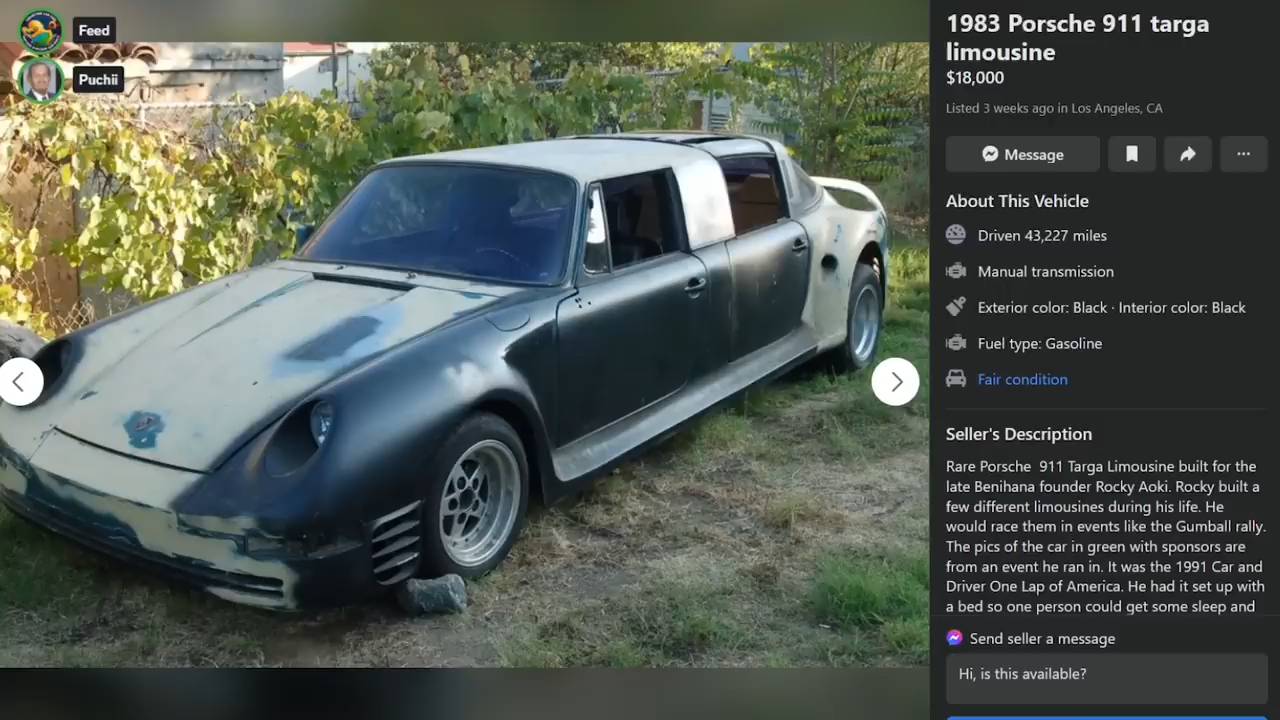 Feed
Puchii
1983 Porsche 911 targa
limousine
$18,000
Listed 3 weeks ago in Los Angeles, CA
Message
About This Vehicle
Driven 43,227 miles
Manual transmission
Exterior color: Black · Interior color: Black
Fuel type: Gasoline
Fair condition
Seller's Description
Rare Porsche  911 Targa Limousine built for the
late Benihana founder Rocky Aoki. Rocky built a
few different limousines during his life. He
would race them in events like the Gumball rally.
The pics of the car in green with sponsors are
from an event he ran in. It was the 1991 Car and
Driver One Lap of America. He had it set up with
a bed so one person could get some sleep and
Send seller a message
Hi, is this available?